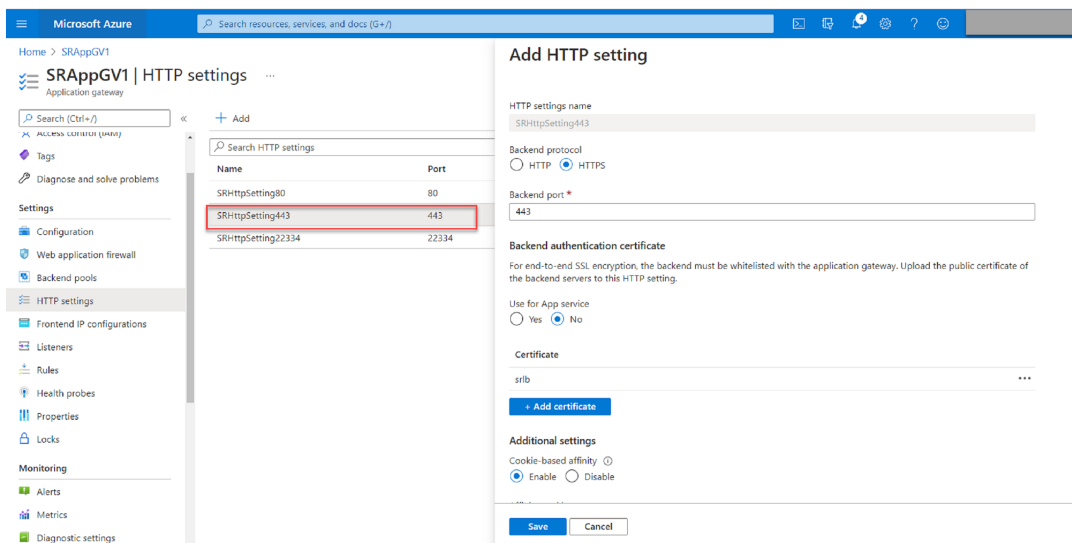 Microsoft Azure
Search resources, services, and docs (G+/)
4
Home > SRAppGV1
SRAppGV1 | HTTP settings ...
Application gateway
Search (Ctrl+/)
«
Access control (IAM)
Tags
Diagnose and solve problems
Settings
Configuration
Web application firewall
Backend pools
HTTP settings
Frontend IP configurations
Listeners
Rules
Health probes
Properties
Locks
Monitoring
Alerts
Metrics
Diagnostic settings
+ Add
Search HTTP settings
Name Port
SRHttpSetting80 80
SRHttpSetting443 443
SRHttpSetting22334 22334
Add HTTP setting
HTTP settings name
SRHttpSetting443
Backend protocol
HTTP HTTPS
Backend port *
443
Backend authentication certificate
For end-to-end SSL encryption, the backend must be whitelisted with the application gateway. Upload the public certificate of
the backend servers to this HTTP setting.
Use for App service
Yes No
Certificate
srlb ...
+ Add certificate
Additional settings
Cookie-based affinity
Enable Disable
Save Cancel